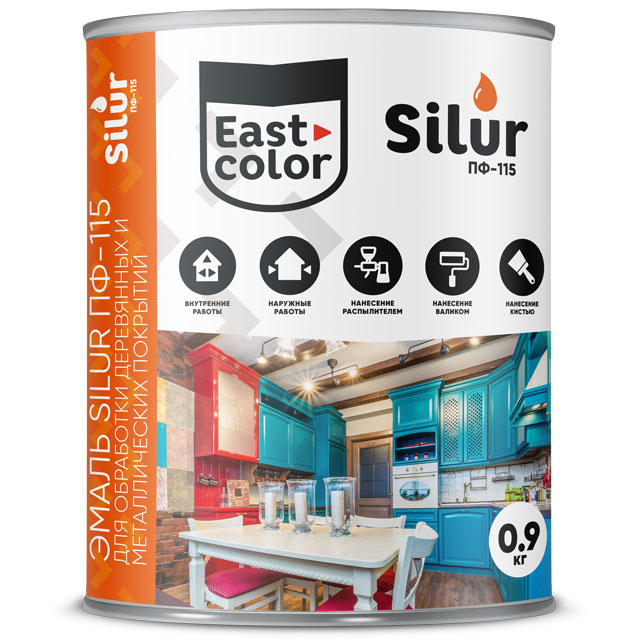 East
color
Silur
ПФ-115
ВНУТРЕННИЕ
РАБОТЫ
НАРУЖНЫЕ
РАБОТЫ
НАНЕСЕНИЕ
РАСПЫЛИТЕЛЕМ
НАНЕСЕНИЕ
ВАЛИКОМ
НАНЕСЕНИЕ
КИСТЬЮ
0.9
КГ
Silur
ПФ-115
ЭМАЛЬ SILUR ПФ-115
ДЛЯ ОБРАБОТКИ ДЕРЕВЯННЫХ И
МЕТАЛЛИЧЕСКИХ ПОКРЫТИЙ